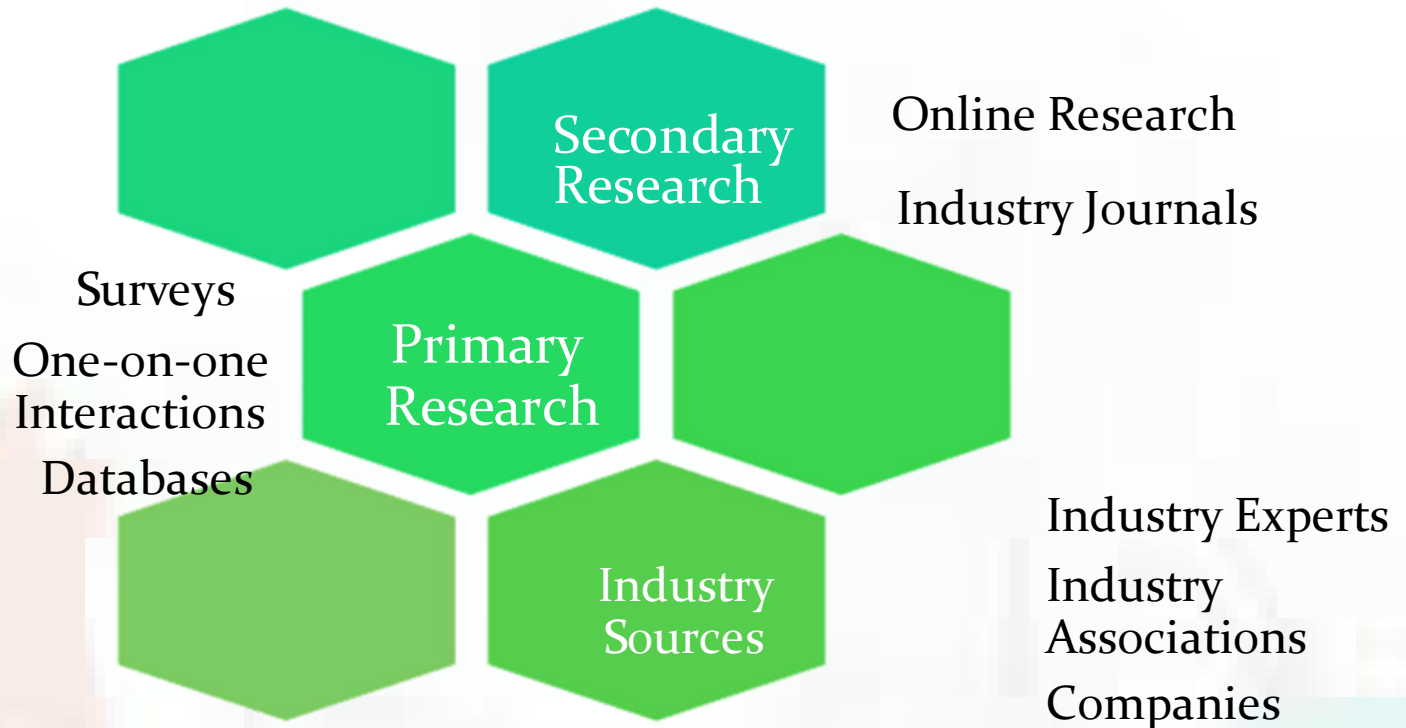 Secondary
Research
Online Research
Industry Journals
Surveys
One-on-one
Interactions
Databases
Primary
Research
Industry
Sources
Industry Experts
Industry
Associations
Companies